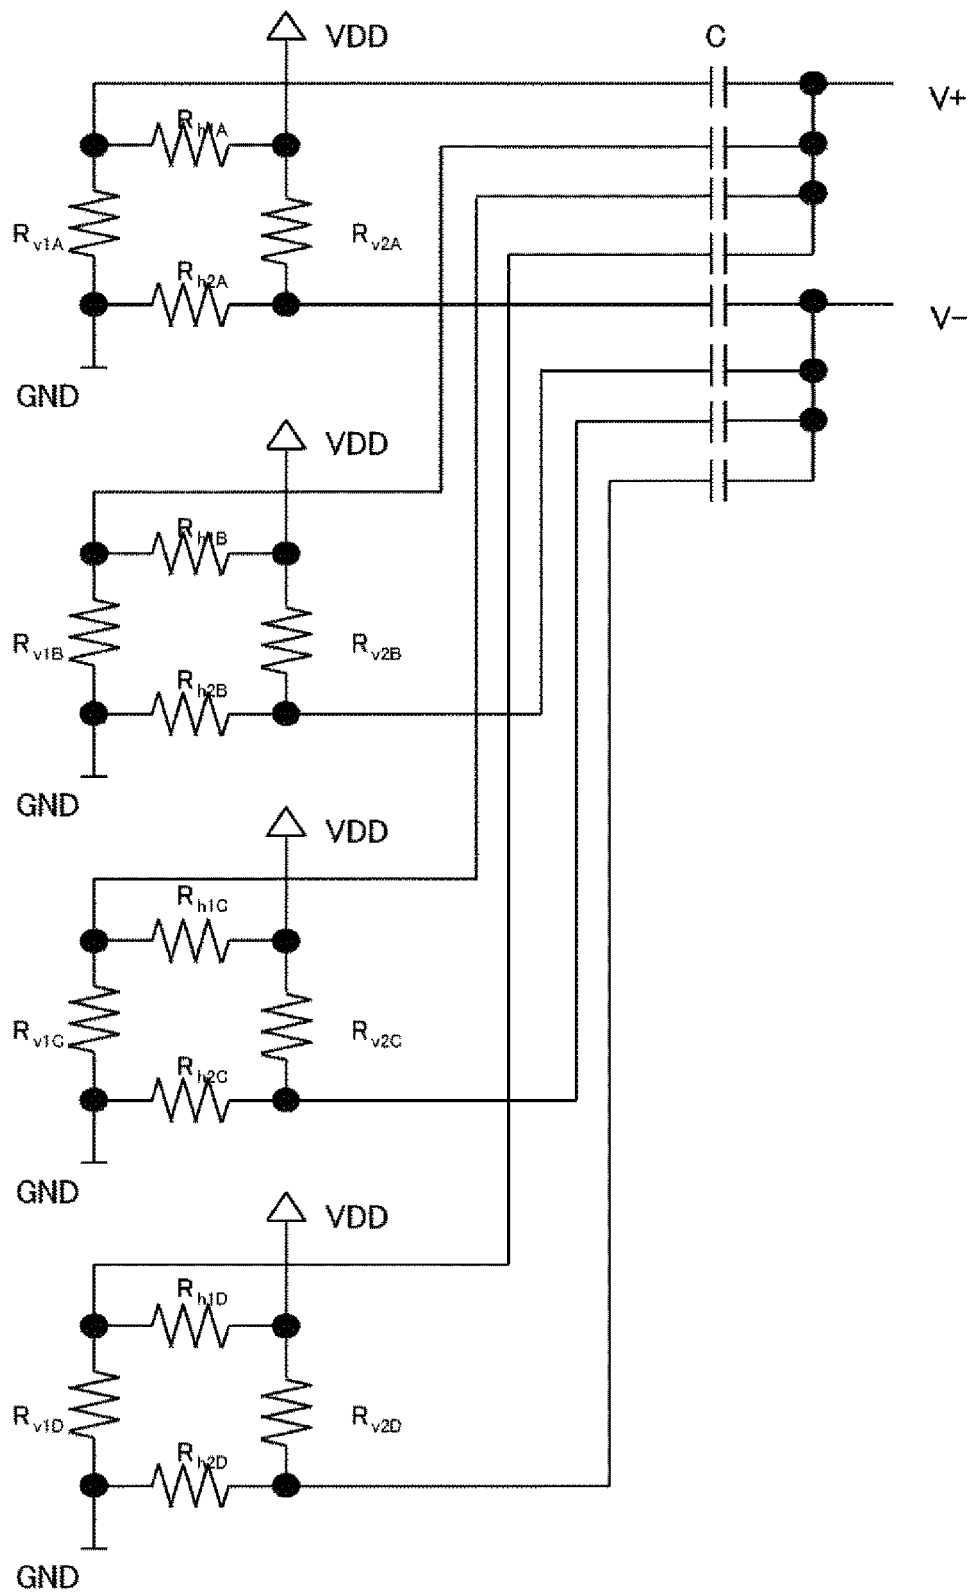 VDD
C
V+
Rh1A
Rv1A
Rv2A
Rh2A
V-
GND
VDD
Rh1B
Rv1B
Rv2B
Rh2B
GND
VDD
Rh1C
Rv1C
Rv2C
Rh2C
GND
VDD
Rh1D
Rv1D
Rv2D
Rh2D
GND